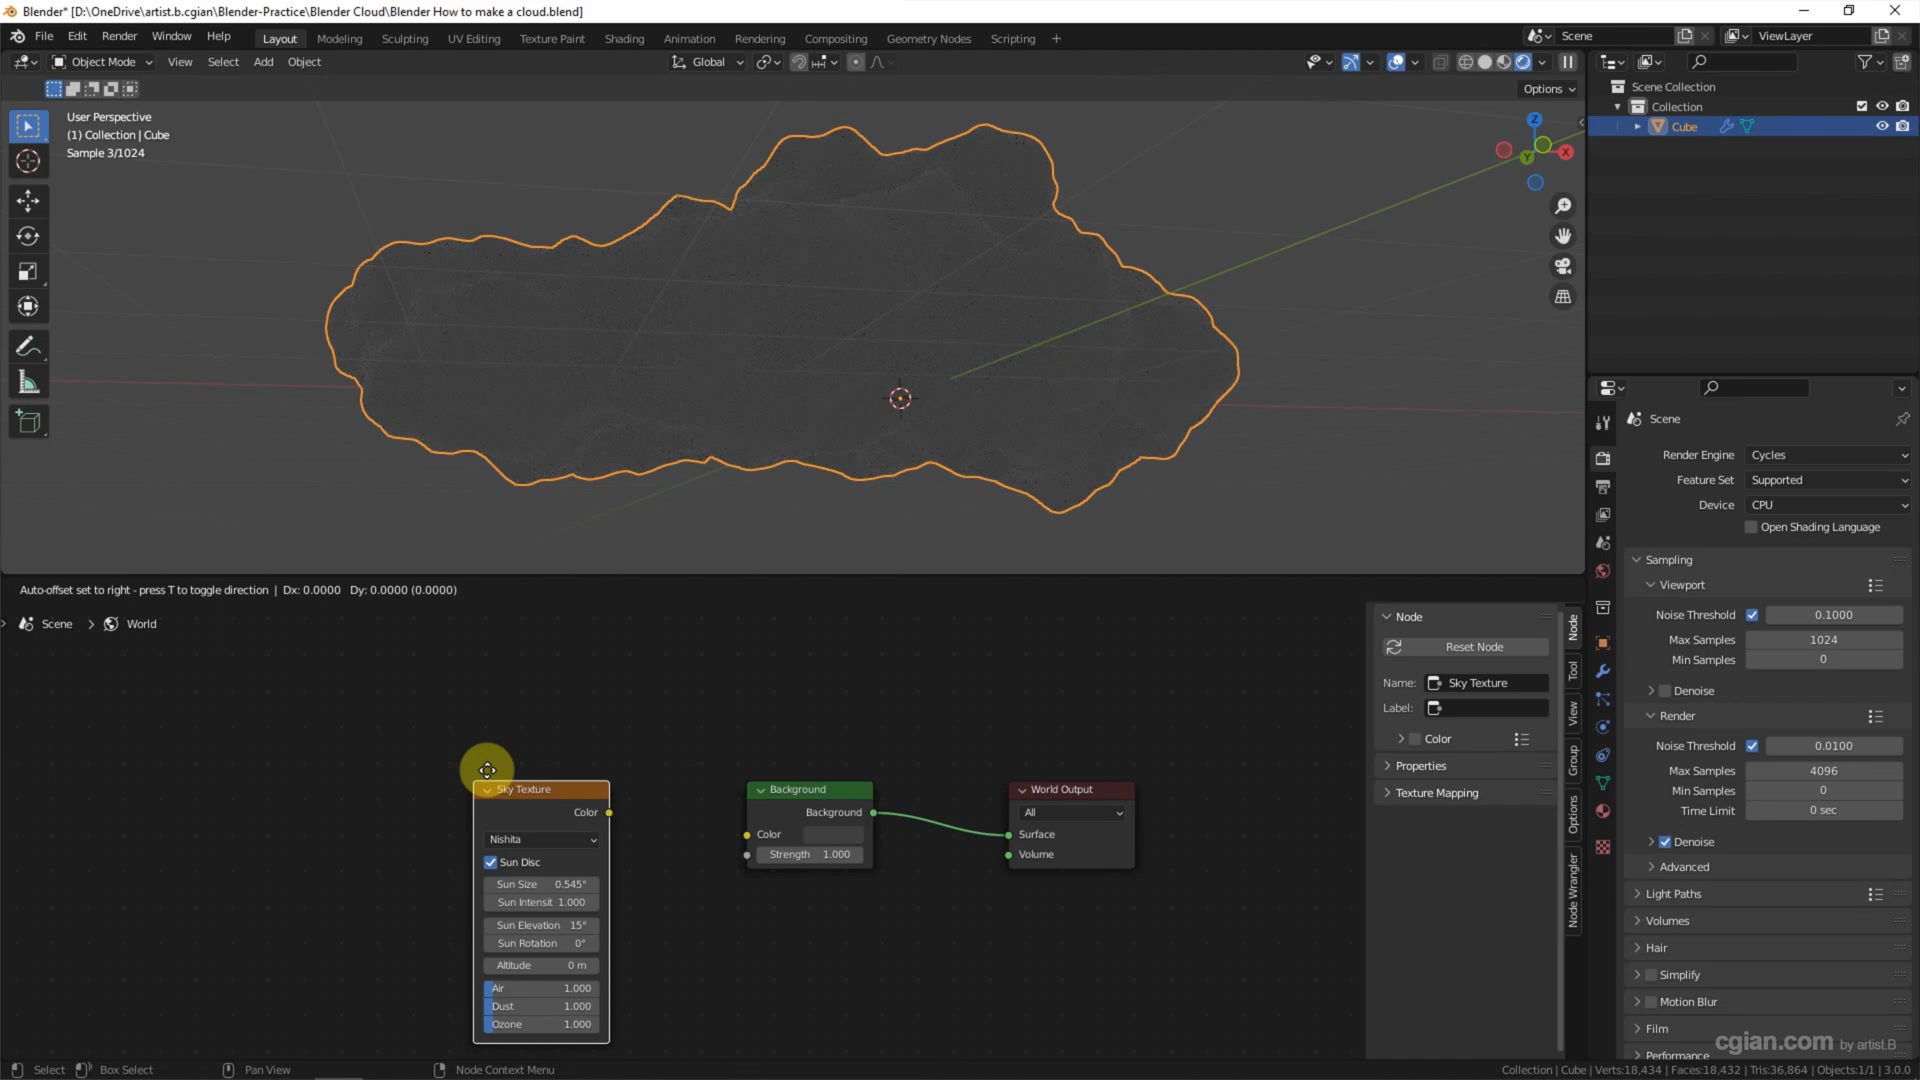 Blender* [D:\OneDrive\artist.b.cgian\Blender-Practice\Blender Cloud\Blender How to make a cloud.blend]
File Edit Render Window Help Layout Modeling Sculpting UV Editing Texture Paint Shading Animation Rendering Compositing Geometry Nodes Scripting + Scene ViewLayer
Object Mode View Select Add Object Global
Options
Scene Collection
Collection
Cube
User Perspective
(1) Collection | Cube
Sample 3/1024
Z
X
Y
Scene
Render Engine Cycles
Feature Set Supported
Device CPU
Open Shading Language
Sampling
Viewport
Noise Threshold 0.1000
Max Samples 1024
Min Samples 0
Denoise
Render
Noise Threshold 0.0100
Max Samples 4096
Min Samples 0
Time Limit 0 sec
Denoise
Advanced
Light Paths
Volumes
Hair
Simplify
Motion Blur
Film
Performance
Auto-offset set to right - press T to toggle direction | Dx: 0.0000 Dy: 0.0000 (0.0000)
Scene > World
Sky Texture
Color
Nishita
Sun Disc
Sun Size 0.545°
Sun Intensit 1.000
Sun Elevation 15°
Sun Rotation 0°
Altitude 0 m
Air 1.000
Dust 1.000
Ozone 1.000
Background
Background
Color
Strength 1.000
World Output
All
Surface
Volume
Node
Reset Node
Name: Sky Texture
Label:
Color
Properties
Texture Mapping
Node
Tool
View
Group
Options
Node Wrangler
cgian.com by artist.B
Select Box Select Pan View Node Context Menu Collection | Cube | Verts:18,434 | Faces:18,432 | Tris:36,864 | Objects:1/1 | 3.0.0